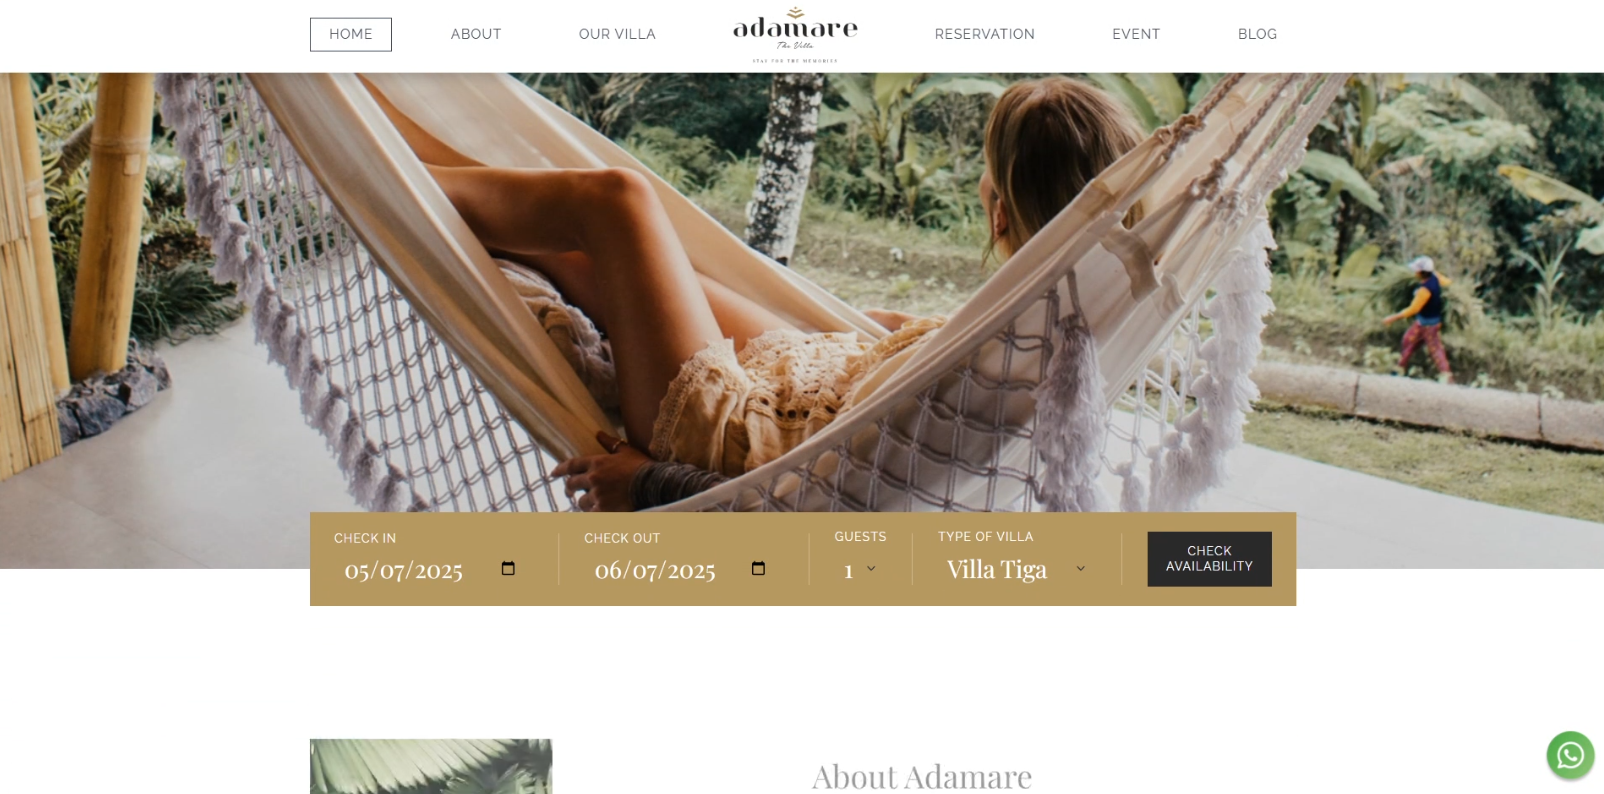 HOME
ABOUT
OUR VILLA
adamare
The Villa
STAY FOR THE MEMORIES
RESERVATION
EVENT
BLOG
CHECK IN
05/07/2025
CHECK OUT
06/07/2025
GUESTS
1
TYPE OF VILLA
Villa Tiga
CHECK
AVAILABILITY
About Adamare